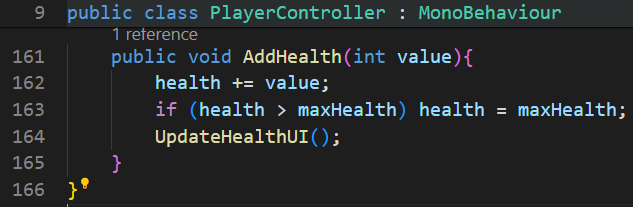 9 public class PlayerController : MonoBehaviour
1 reference
161 public void AddHealth(int value){
162 health += value;
163 if (health > maxHealth) health = maxHealth;
164 UpdateHealthUI();
165 }
166 }